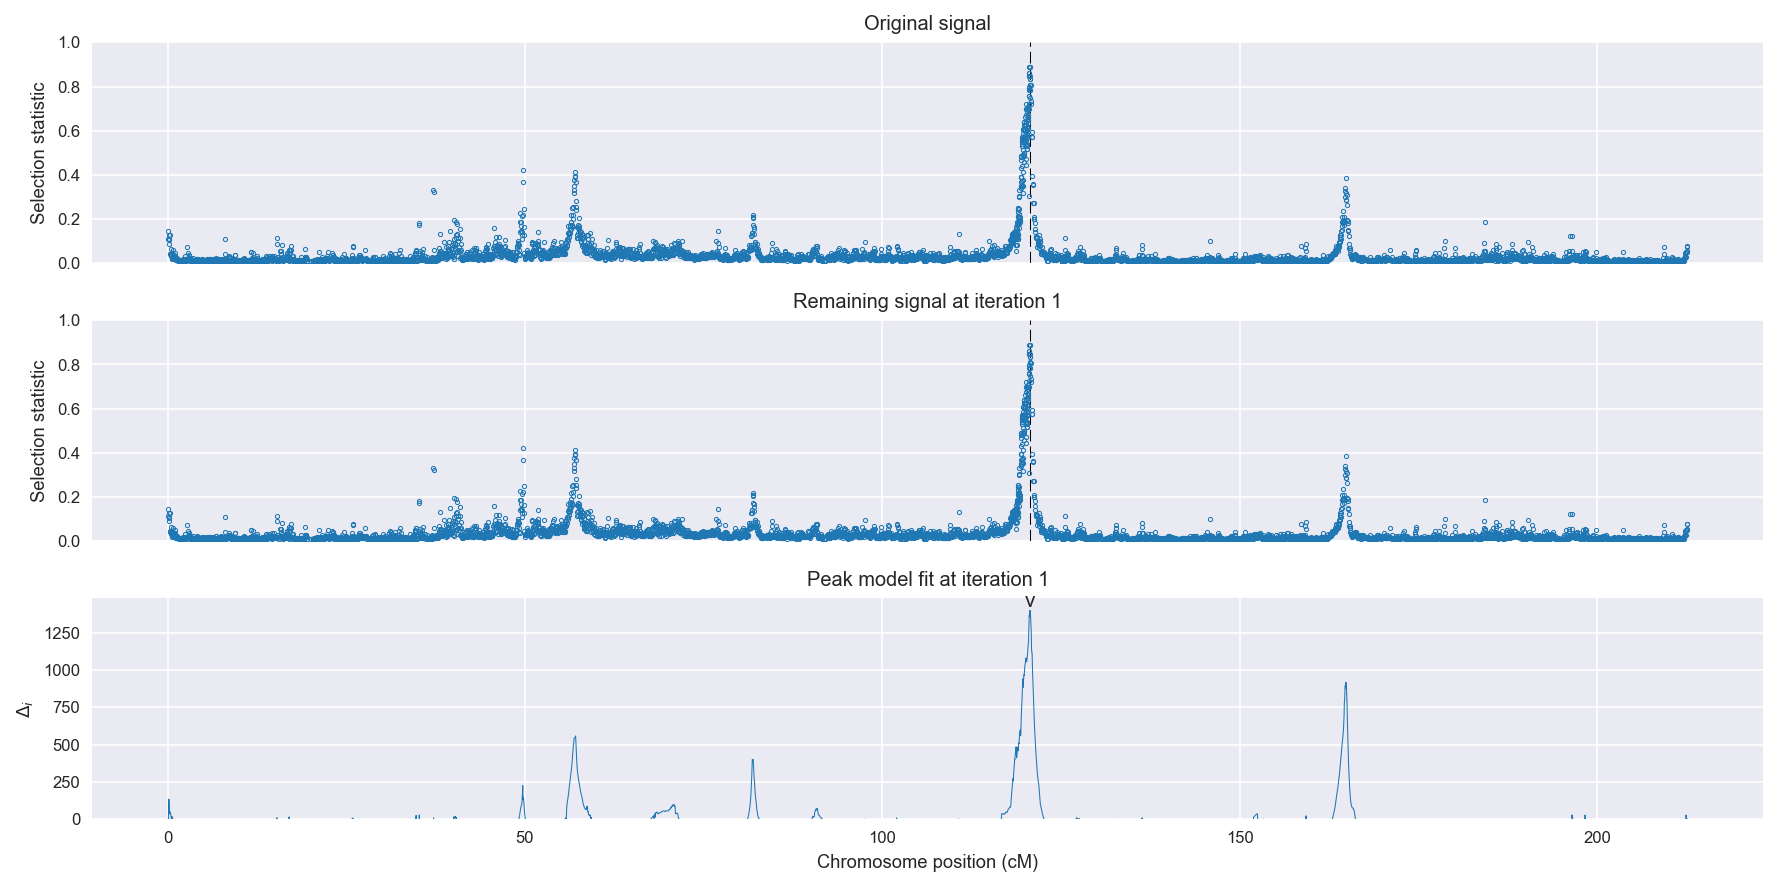 Original signal
1.0
0.8
0.6
0.4
0.2
0.0
Selection statistic
Remaining signal at iteration 1
1.0
0.8
0.6
0.4
0.2
0.0
Selection statistic
Peak model fit at iteration 1
v
1250
1000
750
500
250
0
Δi
0 50 100 150 200
Chromosome position (cM)